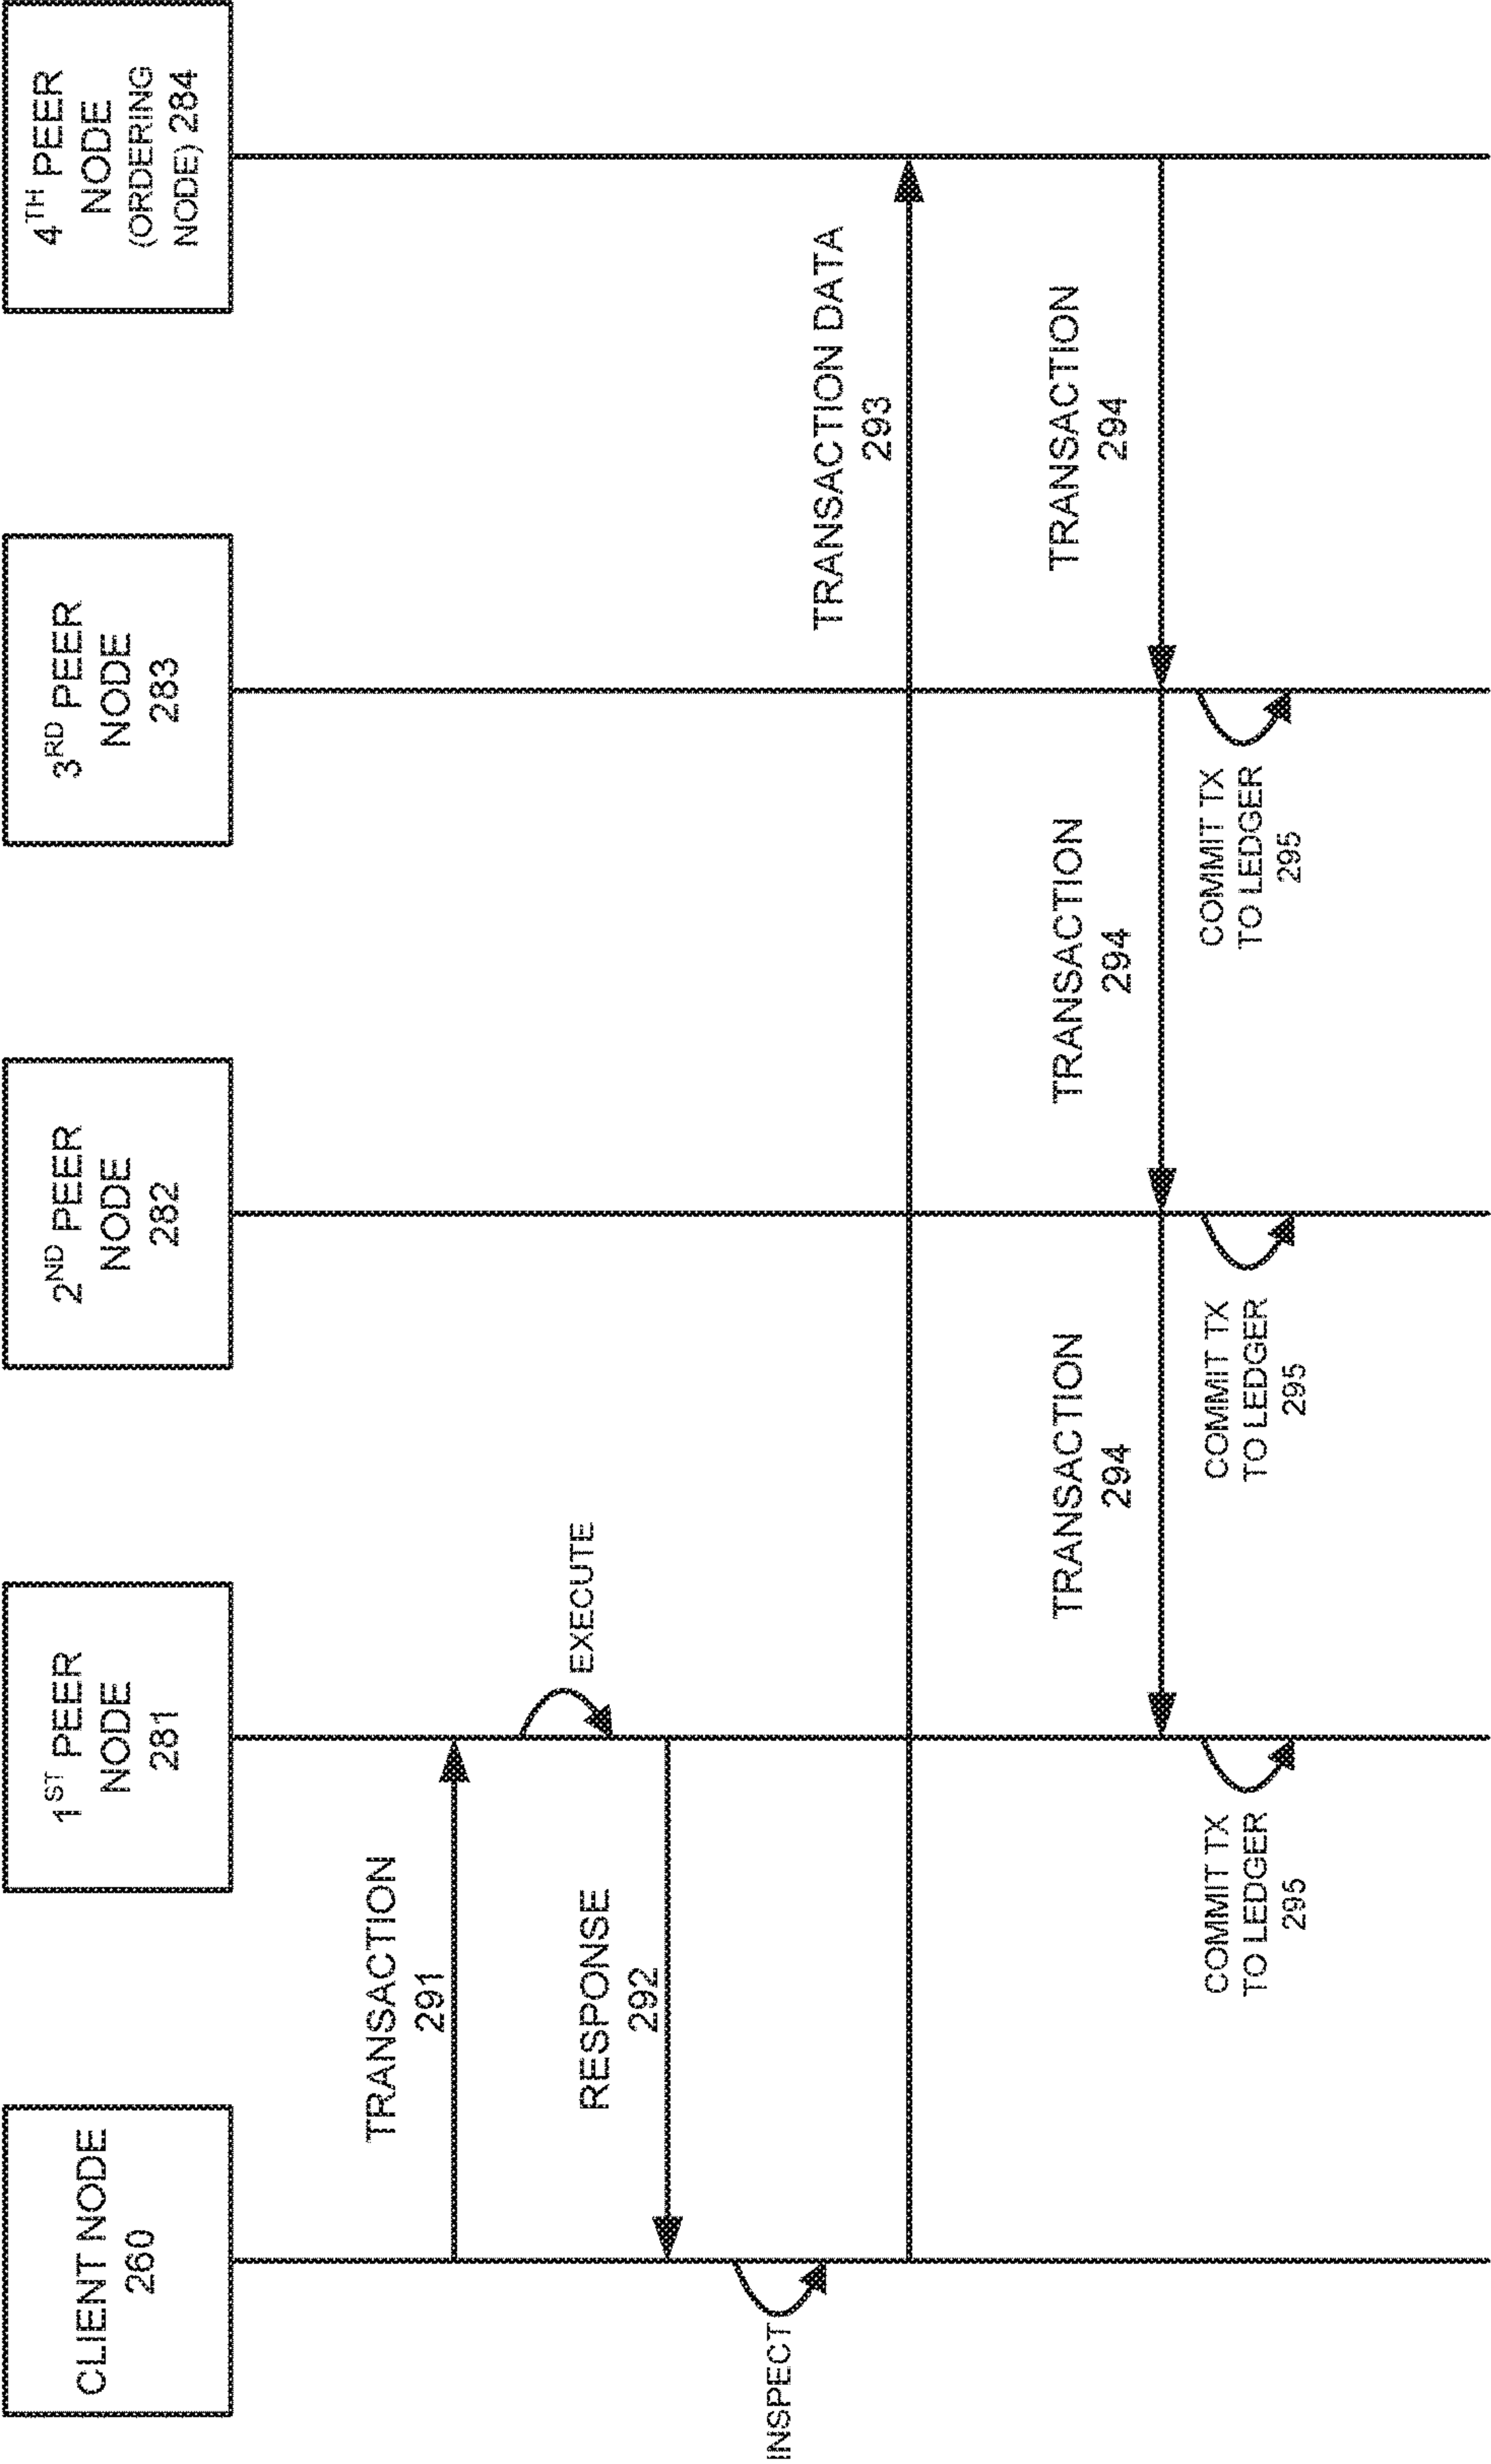 CLIENT NODE
260
1ST PEER
NODE
281
2ND PEER
NODE
282
3RD PEER
NODE
283
4TH PEER
NODE
(ORDERING
NODE) 284
TRANSACTION
291
EXECUTE
RESPONSE
292
INSPECT
TRANSACTION DATA
293
TRANSACTION
294
TRANSACTION
294
TRANSACTION
294
COMMIT TX
TO LEDGER
295
COMMIT TX
TO LEDGER
295
COMMIT TX
TO LEDGER
295